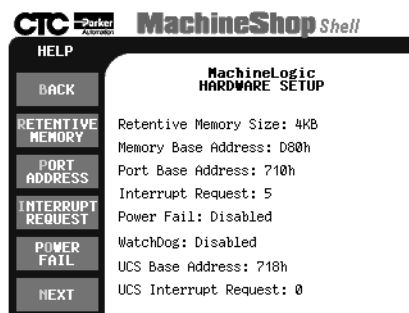 CTC Parker Automation MachineShop Shell
HELP
BACK
RETENTIVE
MEMORY
PORT
ADDRESS
INTERRUPT
REQUEST
POWER
FAIL
NEXT
MachineLogic
HARDWARE SETUP
Retentive Memory Size: 4KB
Memory Base Address: D80h
Port Base Address: 710h
Interrupt Request: 5
Power Fail: Disabled
WatchDog: Disabled
UCS Base Address: 718h
UCS Interrupt Request: 0